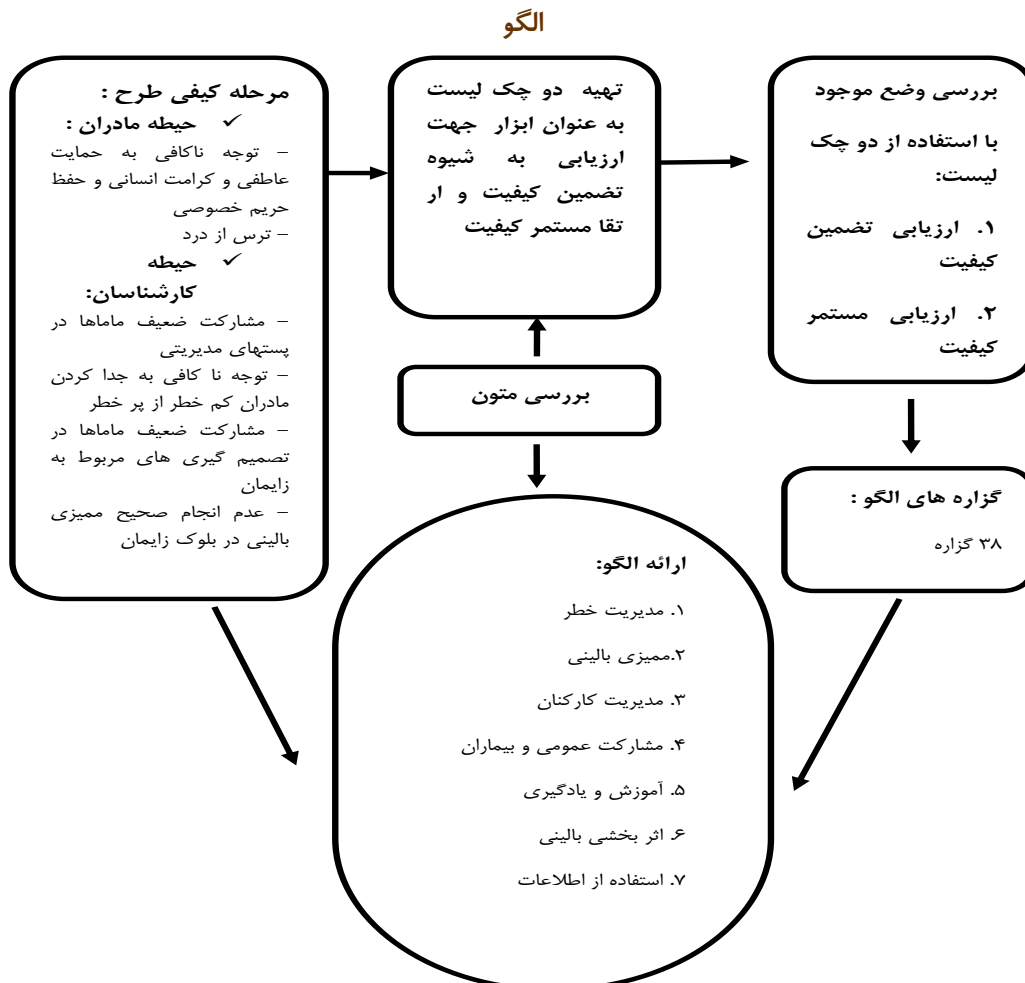 الگو
مرحله کیفی طرح :
✓ حیطه مادران :
– توجه ناکافی به حمایت
عاطفی و کرامت انسانی و حفظ
حریم خصوصی
– ترس از درد
✓ حیطه
کارشناسان:
– مشارکت ضعیف ماماها در
پستهای مدیریتی
– توجه نا کافی به جدا کردن
مادران کم خطر از پر خطر
– مشارکت ضعیف ماماها در
تصمیم گیری های مربوط به
زایمان
– عدم انجام صحیح ممیزی
بالینی در بلوک زایمان
تهیه دو چک لیست
به عنوان ابزار جهت
ارزیابی به شیوه
تضمین کیفیت و ار
تقا مستمر کیفیت
بررسی وضع موجود
با استفاده از دو چک
لیست:
۱. ارزیابی تضمین
کیفیت
۲. ارزیابی مستمر
کیفیت
بررسی متون
گزاره های الگو :
۳۸ گزاره
ارائه الگو:
۱. مدیریت خطر
۲.ممیزی بالینی
۳. مدیریت کارکنان
۴. مشارکت عمومی و بیماران
۵. آموزش و یادگیری
۶. اثر بخشی بالینی
۷. استفاده از اطلاعات